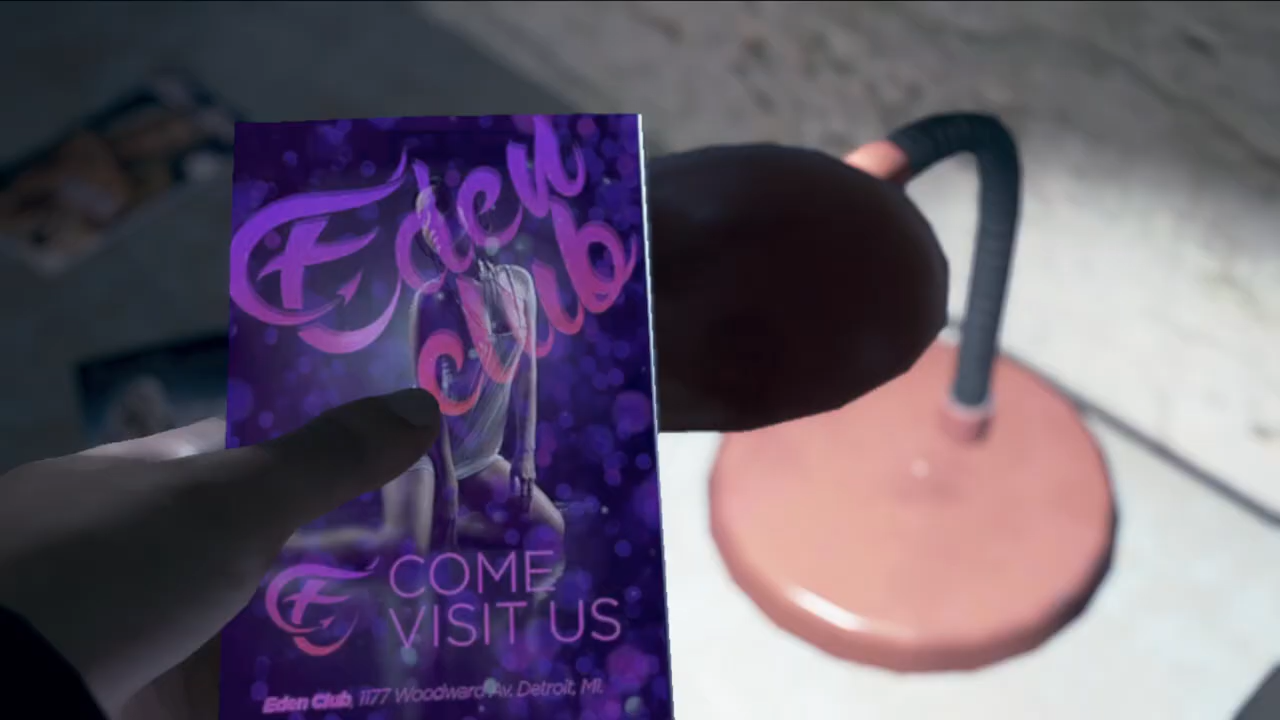 Eden
club
COME
VISIT US
Eden Club, 1177 Woodward Av. Detroit, MI.